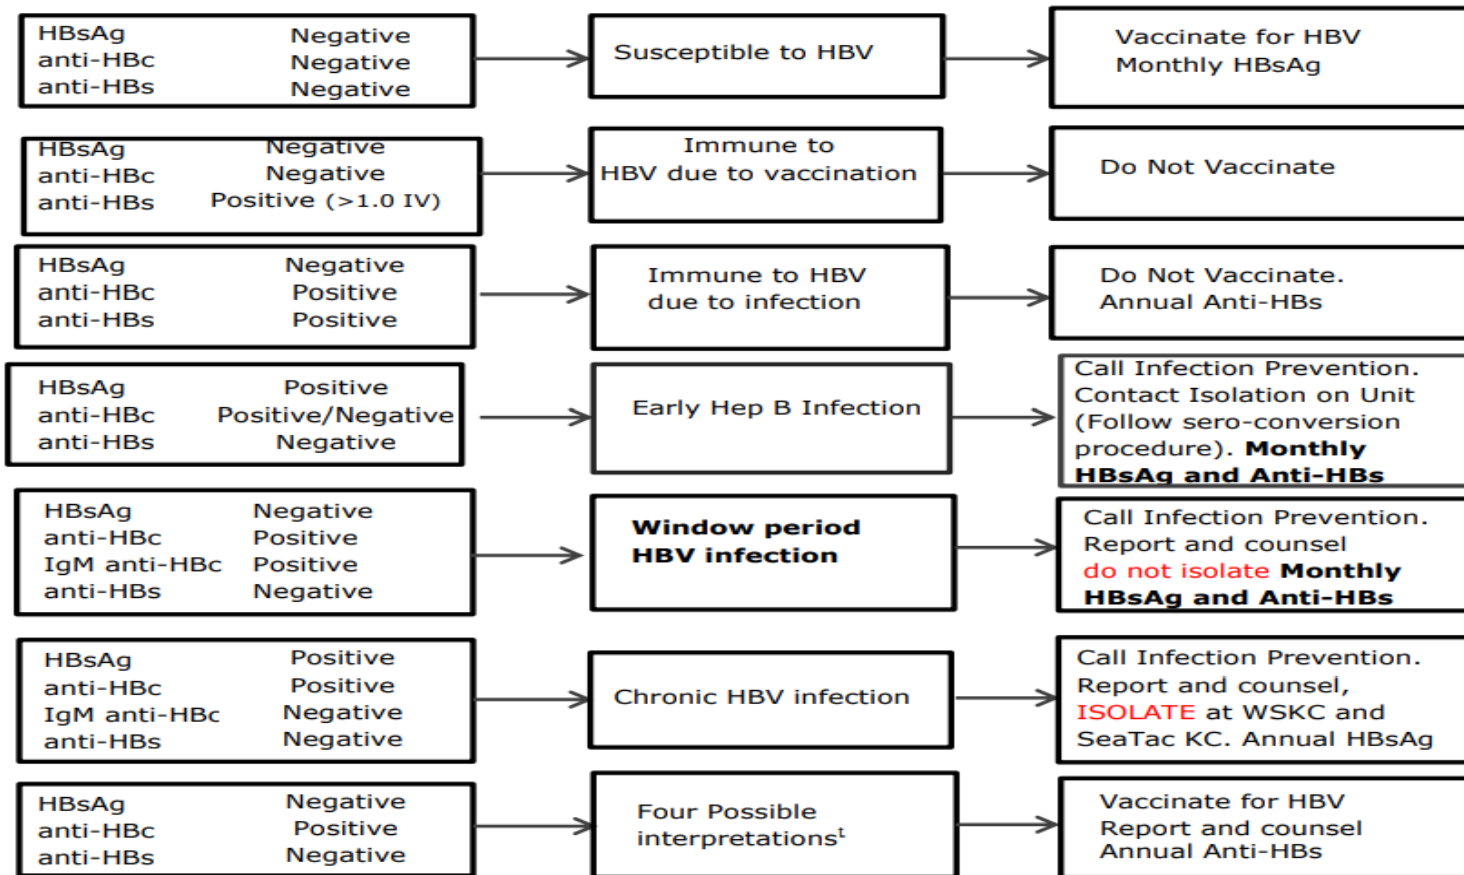 HBsAg Negative
anti-HBc Negative
anti-HBs Negative
Susceptible to HBV
Vaccinate for HBV
Monthly HBsAg
HBsAg Negative
anti-HBc Negative
anti-HBs Positive (>1.0 IV)
Immune to
HBV due to vaccination
Do Not Vaccinate
HBsAg Negative
anti-HBc Positive
anti-HBs Positive
Immune to HBV
due to infection
Do Not Vaccinate.
Annual Anti-HBs
HBsAg Positive
anti-HBc Positive/Negative
anti-HBs Negative
Early Hep B Infection
Call Infection Prevention.
Contact Isolation on Unit
(Follow sero-conversion
procedure). Monthly
HBsAg and Anti-HBs
HBsAg Negative
anti-HBc Positive
IgM anti-HBc Positive
anti-HBs Negative
Window period
HBV infection
Call Infection Prevention.
Report and counsel
do not isolate Monthly
HBsAg and Anti-HBs
HBsAg Positive
anti-HBc Positive
IgM anti-HBc Negative
anti-HBs Negative
Chronic HBV infection
Call Infection Prevention.
Report and counsel,
ISOLATE at WSKC and
SeaTac KC. Annual HBsAg
HBsAg Negative
anti-HBc Positive
anti-HBs Negative
Four Possible
interpretationsᵗ
Vaccinate for HBV
Report and counsel
Annual Anti-HBs